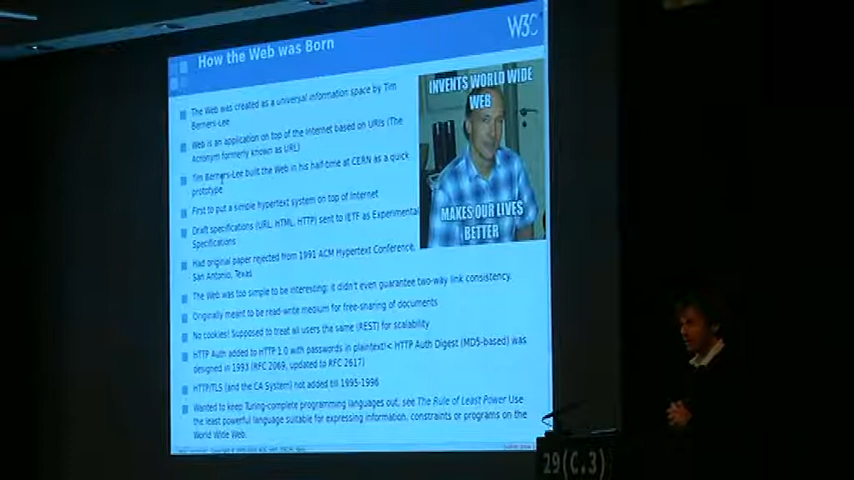 How the Web was Born
W3C
The Web was created as a universal information space by Tim
Berners-Lee
Web is an application on top of the Internet based on URIs (The
Acronym formerly known as URL)
Tim Berners-Lee built the Web in his half-time at CERN as a quick
prototype
First to put a simple hypertext system on top of Internet
Draft specifications (URL, HTML, HTTP) sent to IETF as Experimental
Specifications
Had original paper rejected from 1991 ACM Hypertext Conference,
San Antonio, Texas
The Web was too simple to be interesting: it didn't even guarantee two-way link consistency.
Originally meant to be read-write medium for free-sharing of documents
No cookies! Supposed to treat all users the same (REST) for scalability
HTTP Auth added to HTTP 1.0 with passwords in plaintext!< HTTP Auth Digest (MD5-based) was
designed in 1993 (RFC 2069, updated to RFC 2617)
HTTP/TLS (and the CA System) not added till 1995-1996
Wanted to keep Turing-complete programming languages out, see The Rule of Least Power Use
the least powerful language suitable for expressing information, constraints or programs on the
World Wide Web.
INVENTS WORLD WIDE
WEB
MAKES OUR LIVES
BETTER
29(C.3)